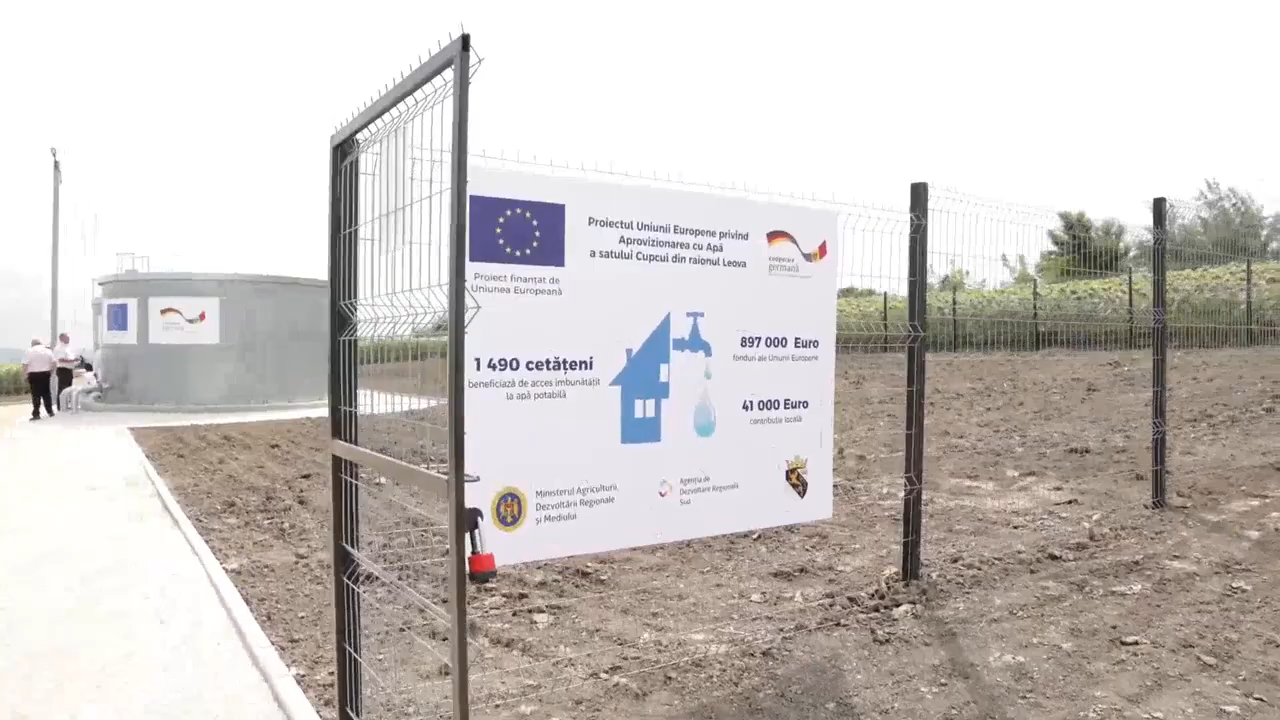 Proiect finanțat de
Uniunea Europeană
Proiectul Uniunii Europene privind
Aprovizionarea cu Apă
a satului Cupcui din raionul Leova
cooperare
germană
1 490 cetățeni
beneficiază de acces îmbunătățit
la apă potabilă
897 000 Euro
fonduri ale Uniunii Europene
41 000 Euro
contribuție locală
Ministerul Agriculturii,
Dezvoltării Regionale
și Mediului
Agenția de
Dezvoltare Regională
Sud
cooperare